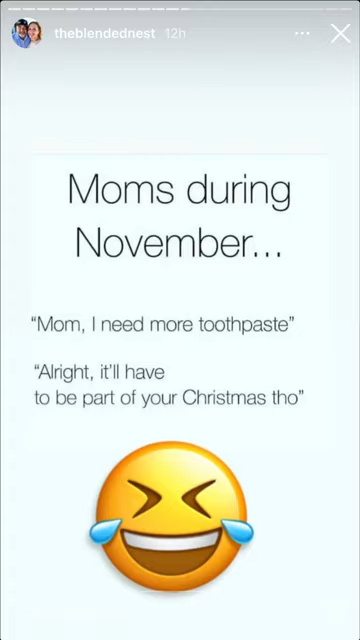 theblendednest 12h
Moms during
November...
“Mom, I need more toothpaste”
“Alright, it'll have
to be part of your Christmas tho”